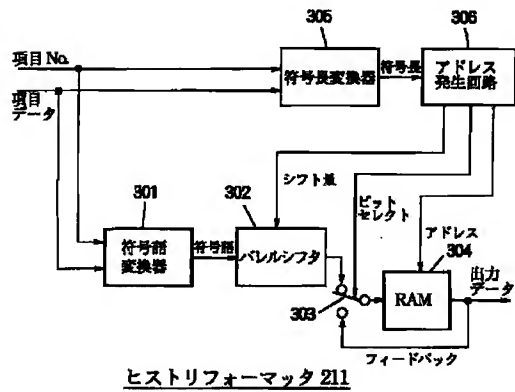 305
306
項目 No.
符号長変換器
符号長
アドレス
発生回路
項目
データ
シフト量
ビット
セレクト
301
302
アドレス
304
符号語
変換器
符号語
バレルシフタ
303
RAM
出力
データ
フィードバック
ヒストリフォーマッタ 211